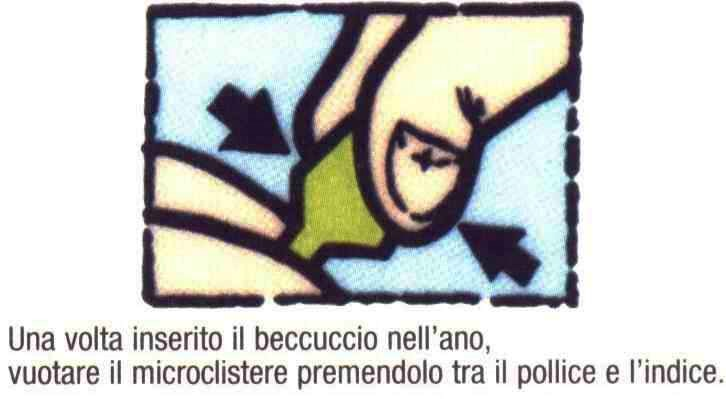 Una volta inserito il beccuccio nell'ano,
vuotare il microclistere premendolo tra il pollice e l'indice.